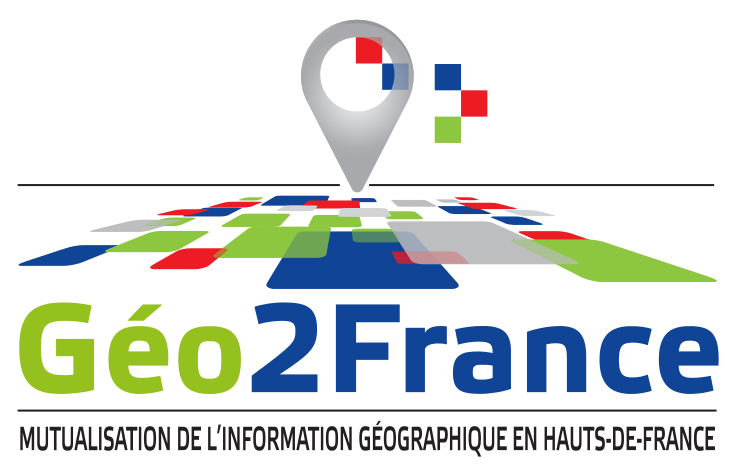 Géo2France
MUTUALISATION DE L'INFORMATION GÉOGRAPHIQUE EN HAUTS-DE-FRANCE